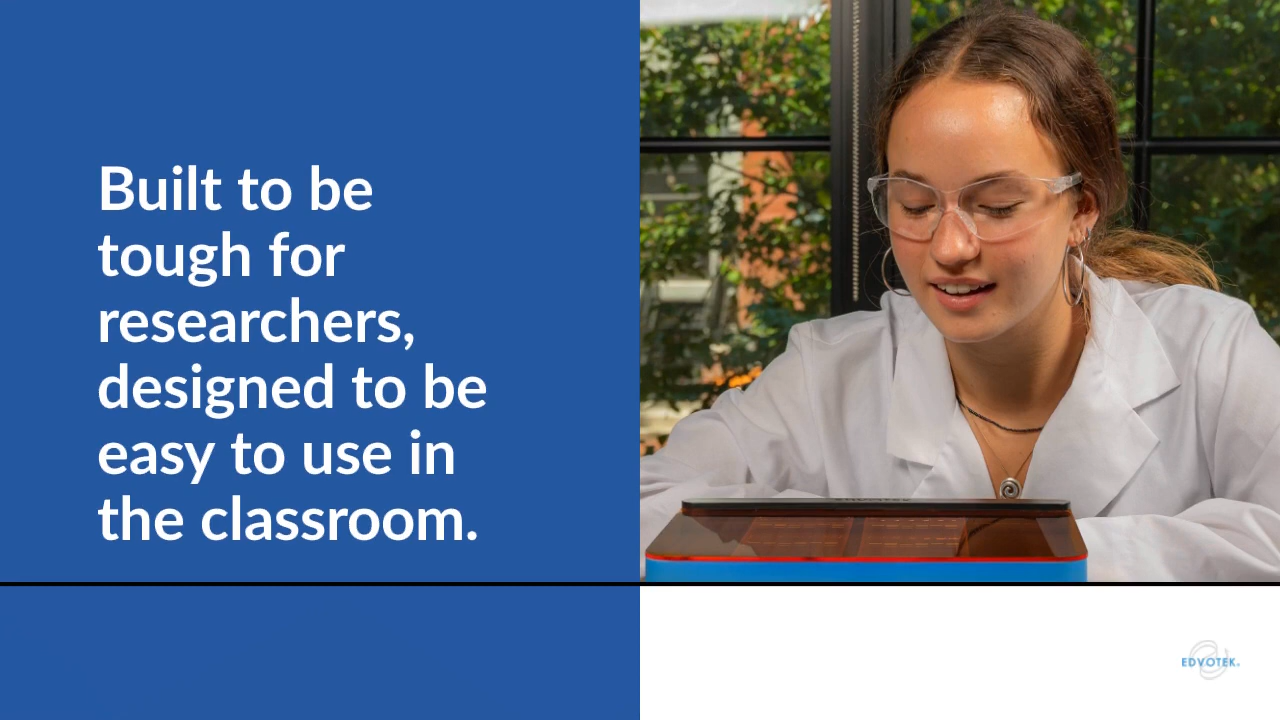 Built to be
tough for
researchers,
designed to be
easy to use in
the classroom.
EDVOTEK®